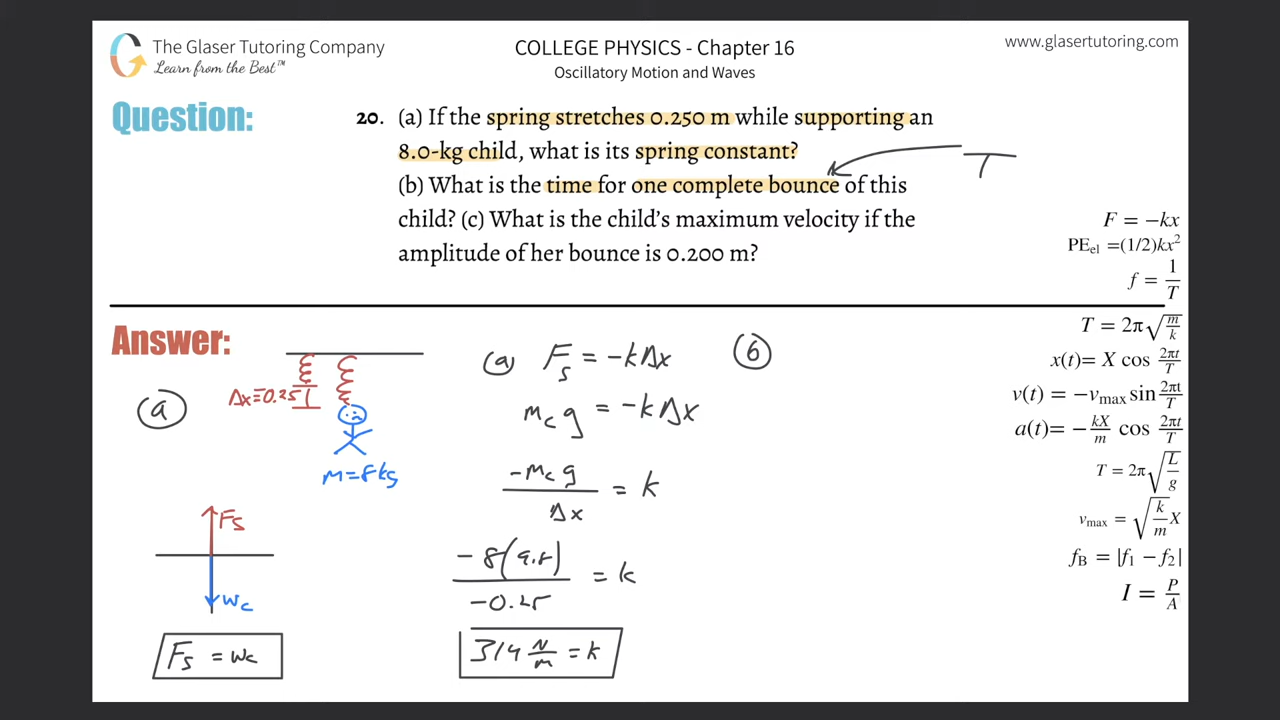 The Glaser Tutoring Company
Learn from the Best™
COLLEGE PHYSICS - Chapter 16
Oscillatory Motion and Waves
www.glasertutoring.com
Question:
20. (a) If the spring stretches 0.250 m while supporting an
8.0-kg child, what is its spring constant?
(b) What is the time for one complete bounce of this
child? (c) What is the child's maximum velocity if the
amplitude of her bounce is 0.200 m?
T
F = −kx
PE_el =(1/2)kx²
f = 1/T
T = 2π√(m/k)
x(t)= X cos 2πt/T
v(t) = −v_max sin 2πt/T
a(t)= −kX/m cos 2πt/T
T = 2π√(L/g)
v_max = √(k/m)X
f_B = |f₁ − f₂|
I = P/A
Answer:
(a)
Δx=0.25
m=8kg
Fs
Wc
Fs = Wc
(a) Fs = -kΔx
mcg = -kΔx
-mcg/Δx = k
-8(9.8)/-0.25 = k
314 N/m = k
(b)